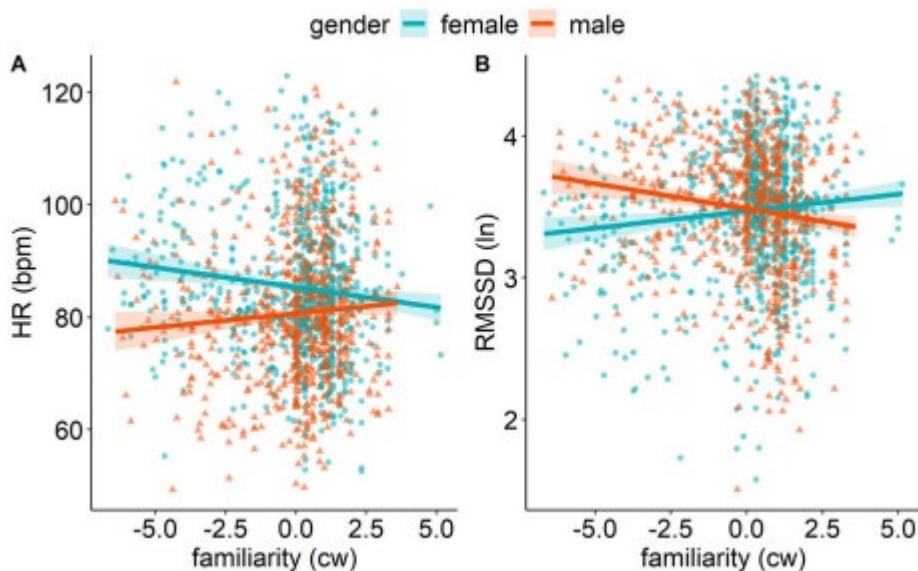 gender female male
A
HR (bpm)
120
100
80
60
-5.0 -2.5 0.0 2.5 5.0
familiarity (cw)
B
RMSSD (ln)
4
3
2
-5.0 -2.5 0.0 2.5 5.0
familiarity (cw)